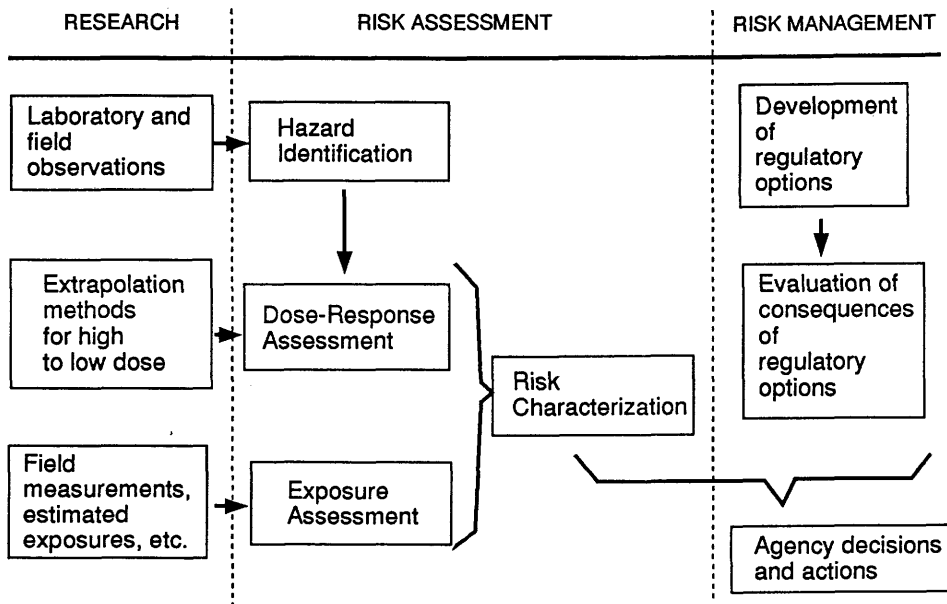 RESEARCH
RISK ASSESSMENT
RISK MANAGEMENT
Laboratory and
field
observations
Hazard
Identification
Development
of
regulatory
options
Extrapolation
methods
for high
to low dose
Dose-Response
Assessment
Evaluation of
consequences
of
regulatory
options
Risk
Characterization
Field
measurements,
estimated
exposures, etc.
Exposure
Assessment
Agency decisions
and actions